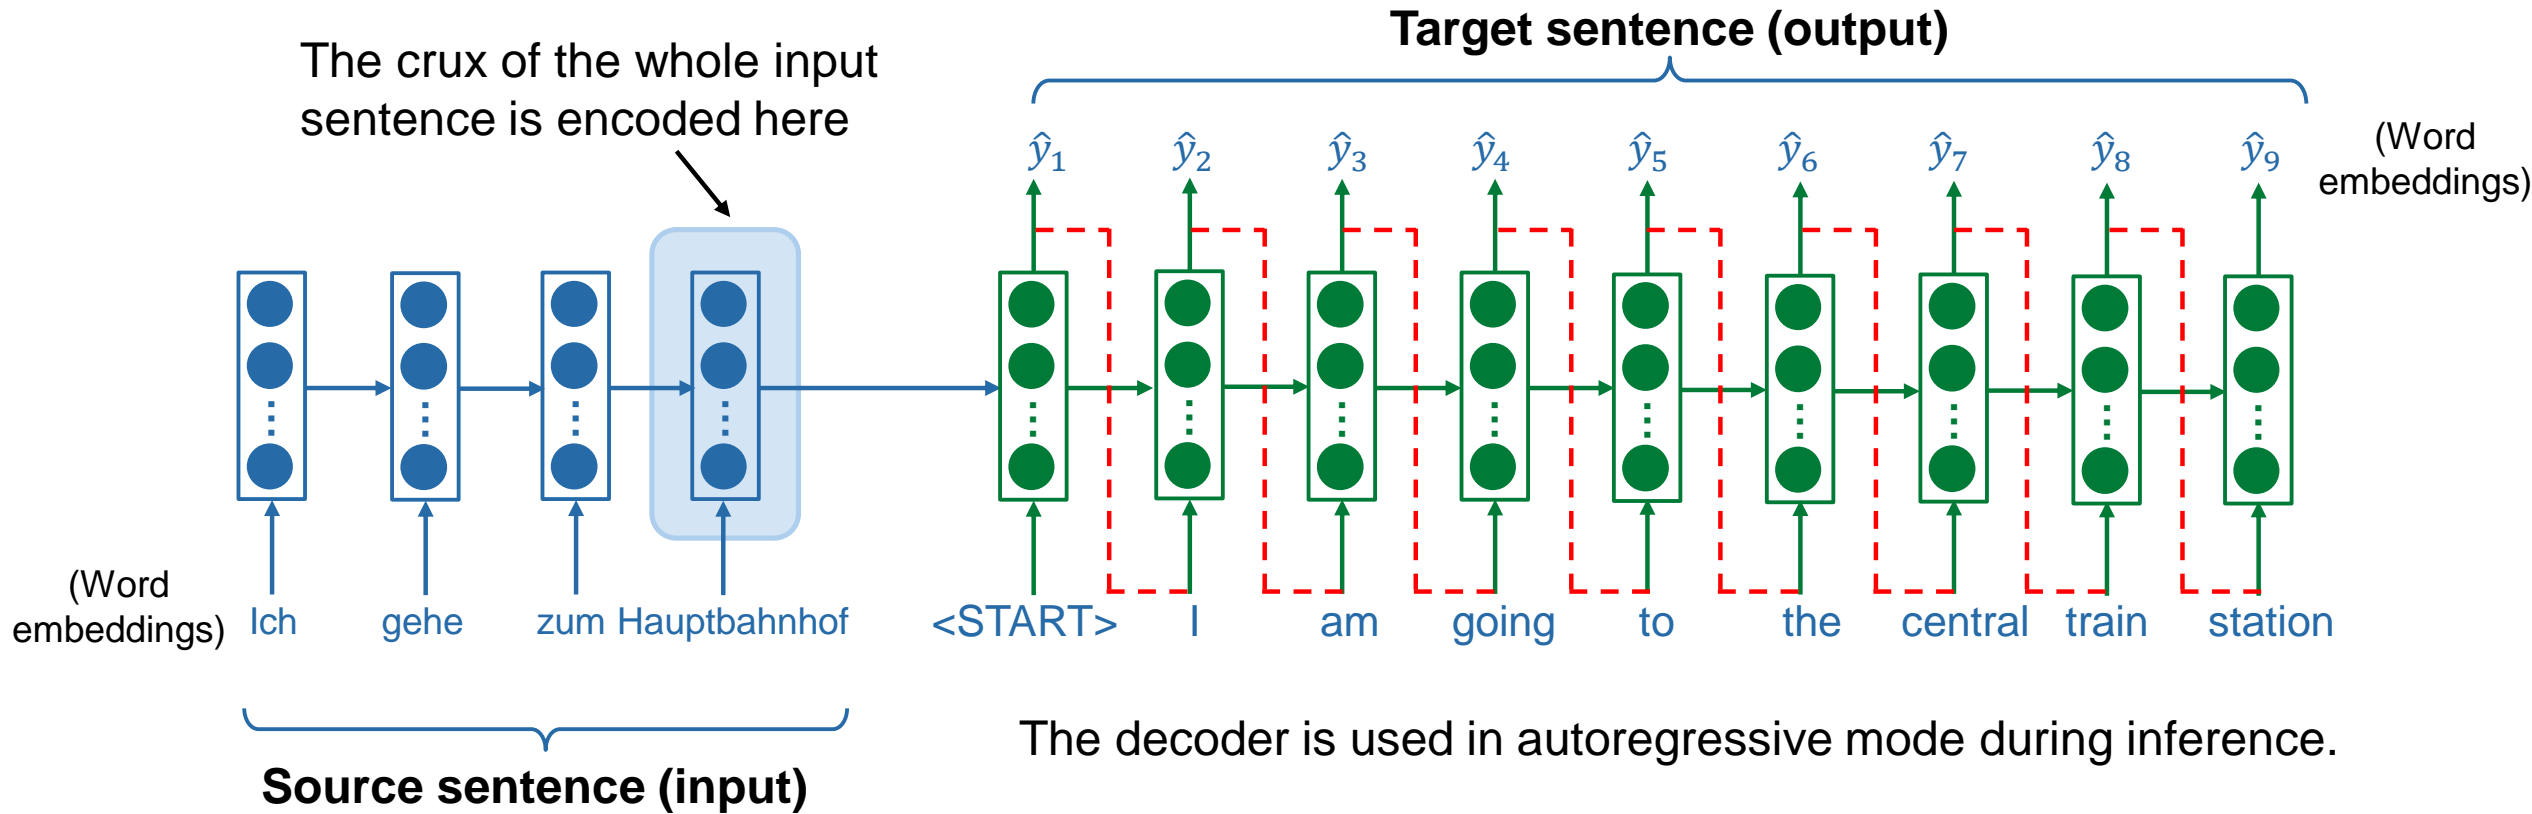 Target sentence (output)
The crux of the whole input
sentence is encoded here
ŷ₁ ŷ₂ ŷ₃ ŷ₄ ŷ₅ ŷ₆ ŷ₇ ŷ₈ ŷ₉
(Word
embeddings)
(Word
embeddings)
Ich gehe zum Hauptbahnhof
<START> I am going to the central train station
Source sentence (input)
The decoder is used in autoregressive mode during inference.